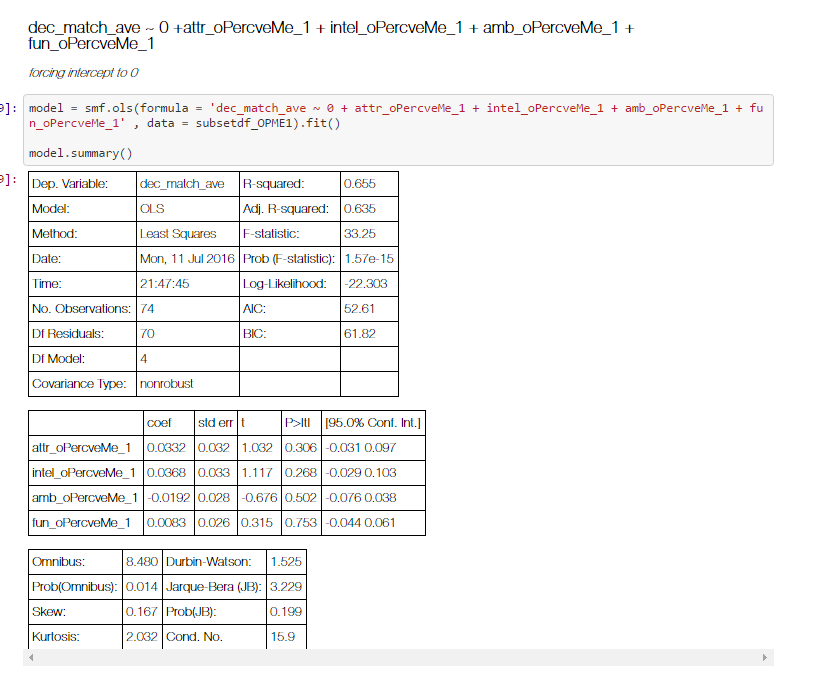 dec_match_ave ~ 0 +attr_oPercveMe_1 + intel_oPercveMe_1 + amb_oPercveMe_1 +
fun_oPercveMe_1
forcing intercept to 0
9]: model = smf.ols(formula = 'dec_match_ave ~ 0 + attr_oPercveMe_1 + intel_oPercveMe_1 + amb_oPercveMe_1 + fu
n_oPercveMe_1' , data = subsetdf_OPME1).fit()
model.summary()
9]: Dep. Variable: dec_match_ave R-squared: 0.655
Model: OLS Adj. R-squared: 0.635
Method: Least Squares F-statistic: 33.25
Date: Mon, 11 Jul 2016 Prob (F-statistic): 1.57e-15
Time: 21:47:45 Log-Likelihood: -22.303
No. Observations: 74 AIC: 52.61
Df Residuals: 70 BIC: 61.82
Df Model: 4
Covariance Type: nonrobust
coef std err t P>|t| [95.0% Conf. Int.]
attr_oPercveMe_1 0.0332 0.032 1.032 0.306 -0.031 0.097
intel_oPercveMe_1 0.0368 0.033 1.117 0.268 -0.029 0.103
amb_oPercveMe_1 -0.0192 0.028 -0.676 0.502 -0.076 0.038
fun_oPercveMe_1 0.0083 0.026 0.315 0.753 -0.044 0.061
Omnibus: 8.480 Durbin-Watson: 1.525
Prob(Omnibus): 0.014 Jarque-Bera (JB): 3.229
Skew: 0.167 Prob(JB): 0.199
Kurtosis: 2.032 Cond. No. 15.9